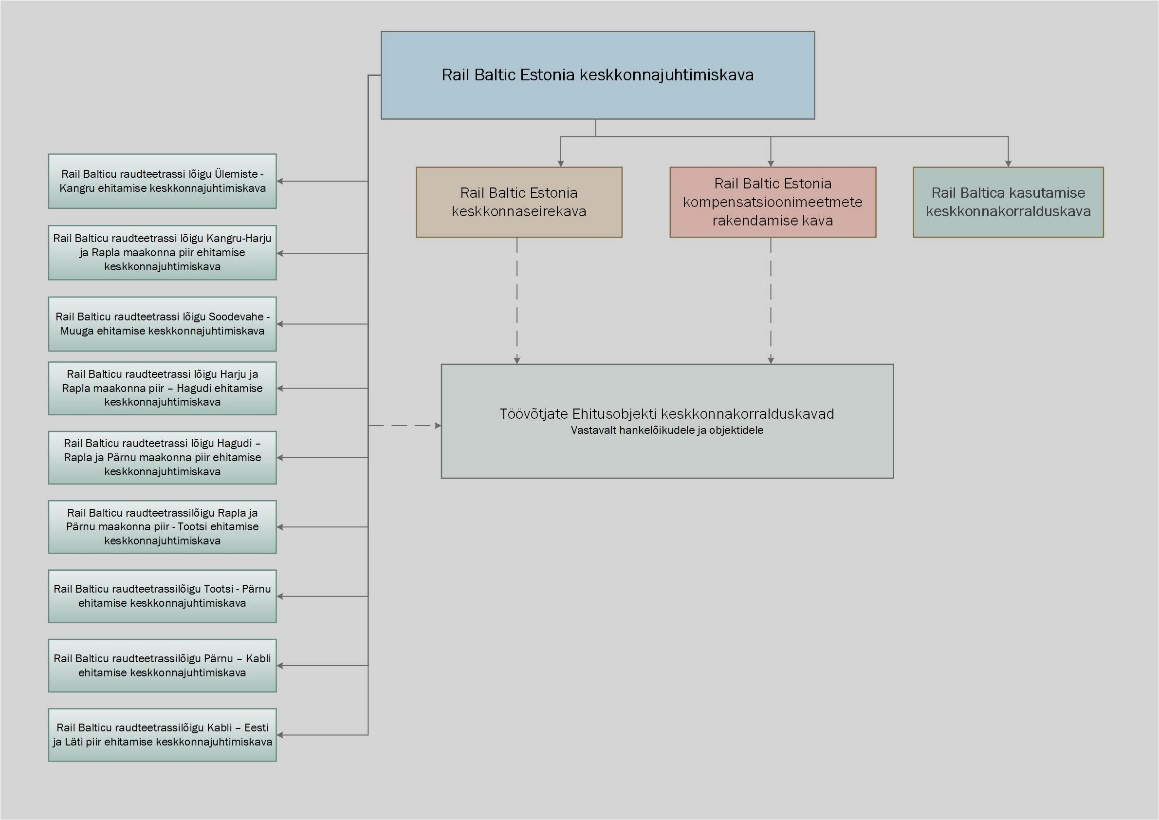 Rail Baltic Estonia keskkonnajuhtimiskava
Rail Baltic Estonia
keskkonnaseirekava
Rail Baltic Estonia
kompensatsioonimeetmete
rakendamise kava
Rail Baltica kasutamise
keskkonnakorralduskava
Rail Balticu raudteetrassi lõigu Ülemiste -
Kangru ehitamise keskkonnajuhtimiskava
Rail Balticu raudteetrassi lõigu Kangru-Harju
ja Rapla maakonna piir ehitamise
keskkonnajuhtimiskava
Rail Balticu raudteetrassi lõigu Soodevahe -
Muuga ehitamise keskkonnajuhtimiskava
Rail Balticu raudteetrassi lõigu Harju ja
Rapla maakonna piir – Hagudi ehitamise
keskkonnajuhtimiskava
Rail Balticu raudteetrassi lõigu Hagudi –
Rapla ja Pärnu maakonna piir ehitamise
keskkonnajuhtimiskava
Rail Balticu raudteetrassilõigu Rapla ja
Pärnu maakonna piir - Tootsi ehitamise
keskkonnajuhtimiskava
Rail Balticu raudteetrassilõigu Tootsi - Pärnu
ehitamise keskkonnajuhtimiskava
Rail Balticu raudteetrassilõigu Pärnu – Kabli
ehitamise keskkonnajuhtimiskava
Rail Balticu raudteetrassilõigu Kabli – Eesti
ja Läti piir ehitamise keskkonnajuhtimiskava
Töövõtjate Ehitusobjekti keskkonnakorralduskavad
Vastavalt hankelõikudele ja objektidele